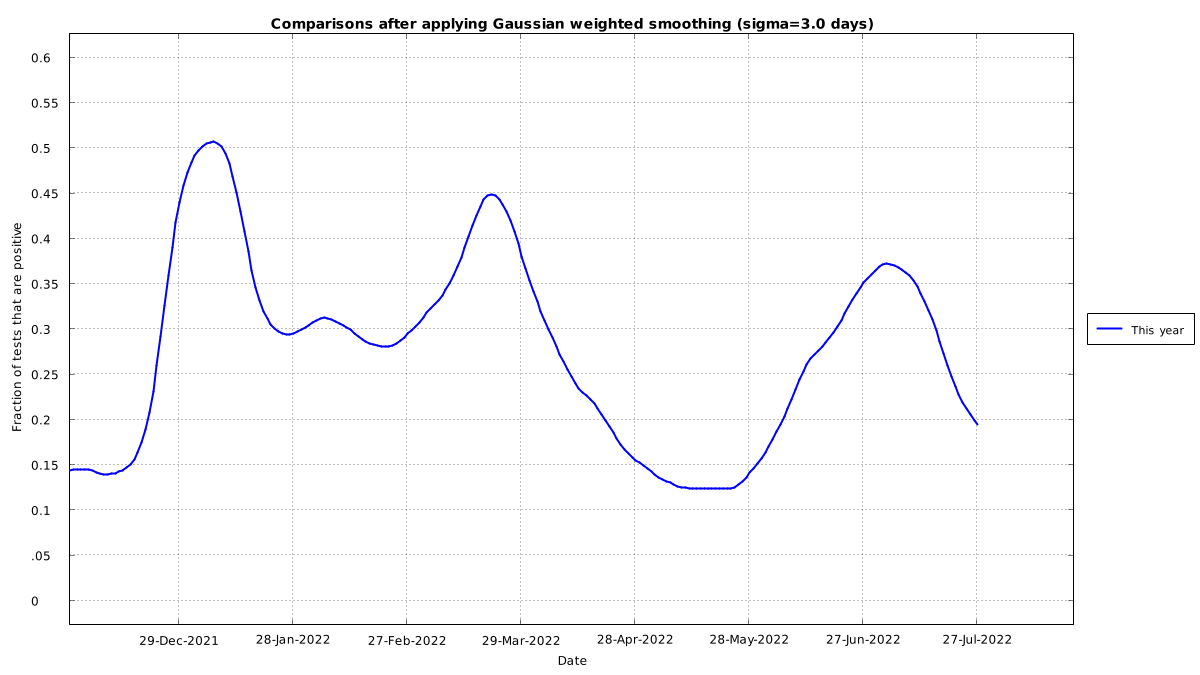 Comparisons after applying Gaussian weighted smoothing (sigma=3.0 days)
Fraction of tests that are positive
0.6
0.55
0.5
0.45
0.4
0.35
0.3
0.25
0.2
0.15
0.1
.05
0
29-Dec-2021 28-Jan-2022 27-Feb-2022 29-Mar-2022 28-Apr-2022 28-May-2022 27-Jun-2022 27-Jul-2022
Date
This year